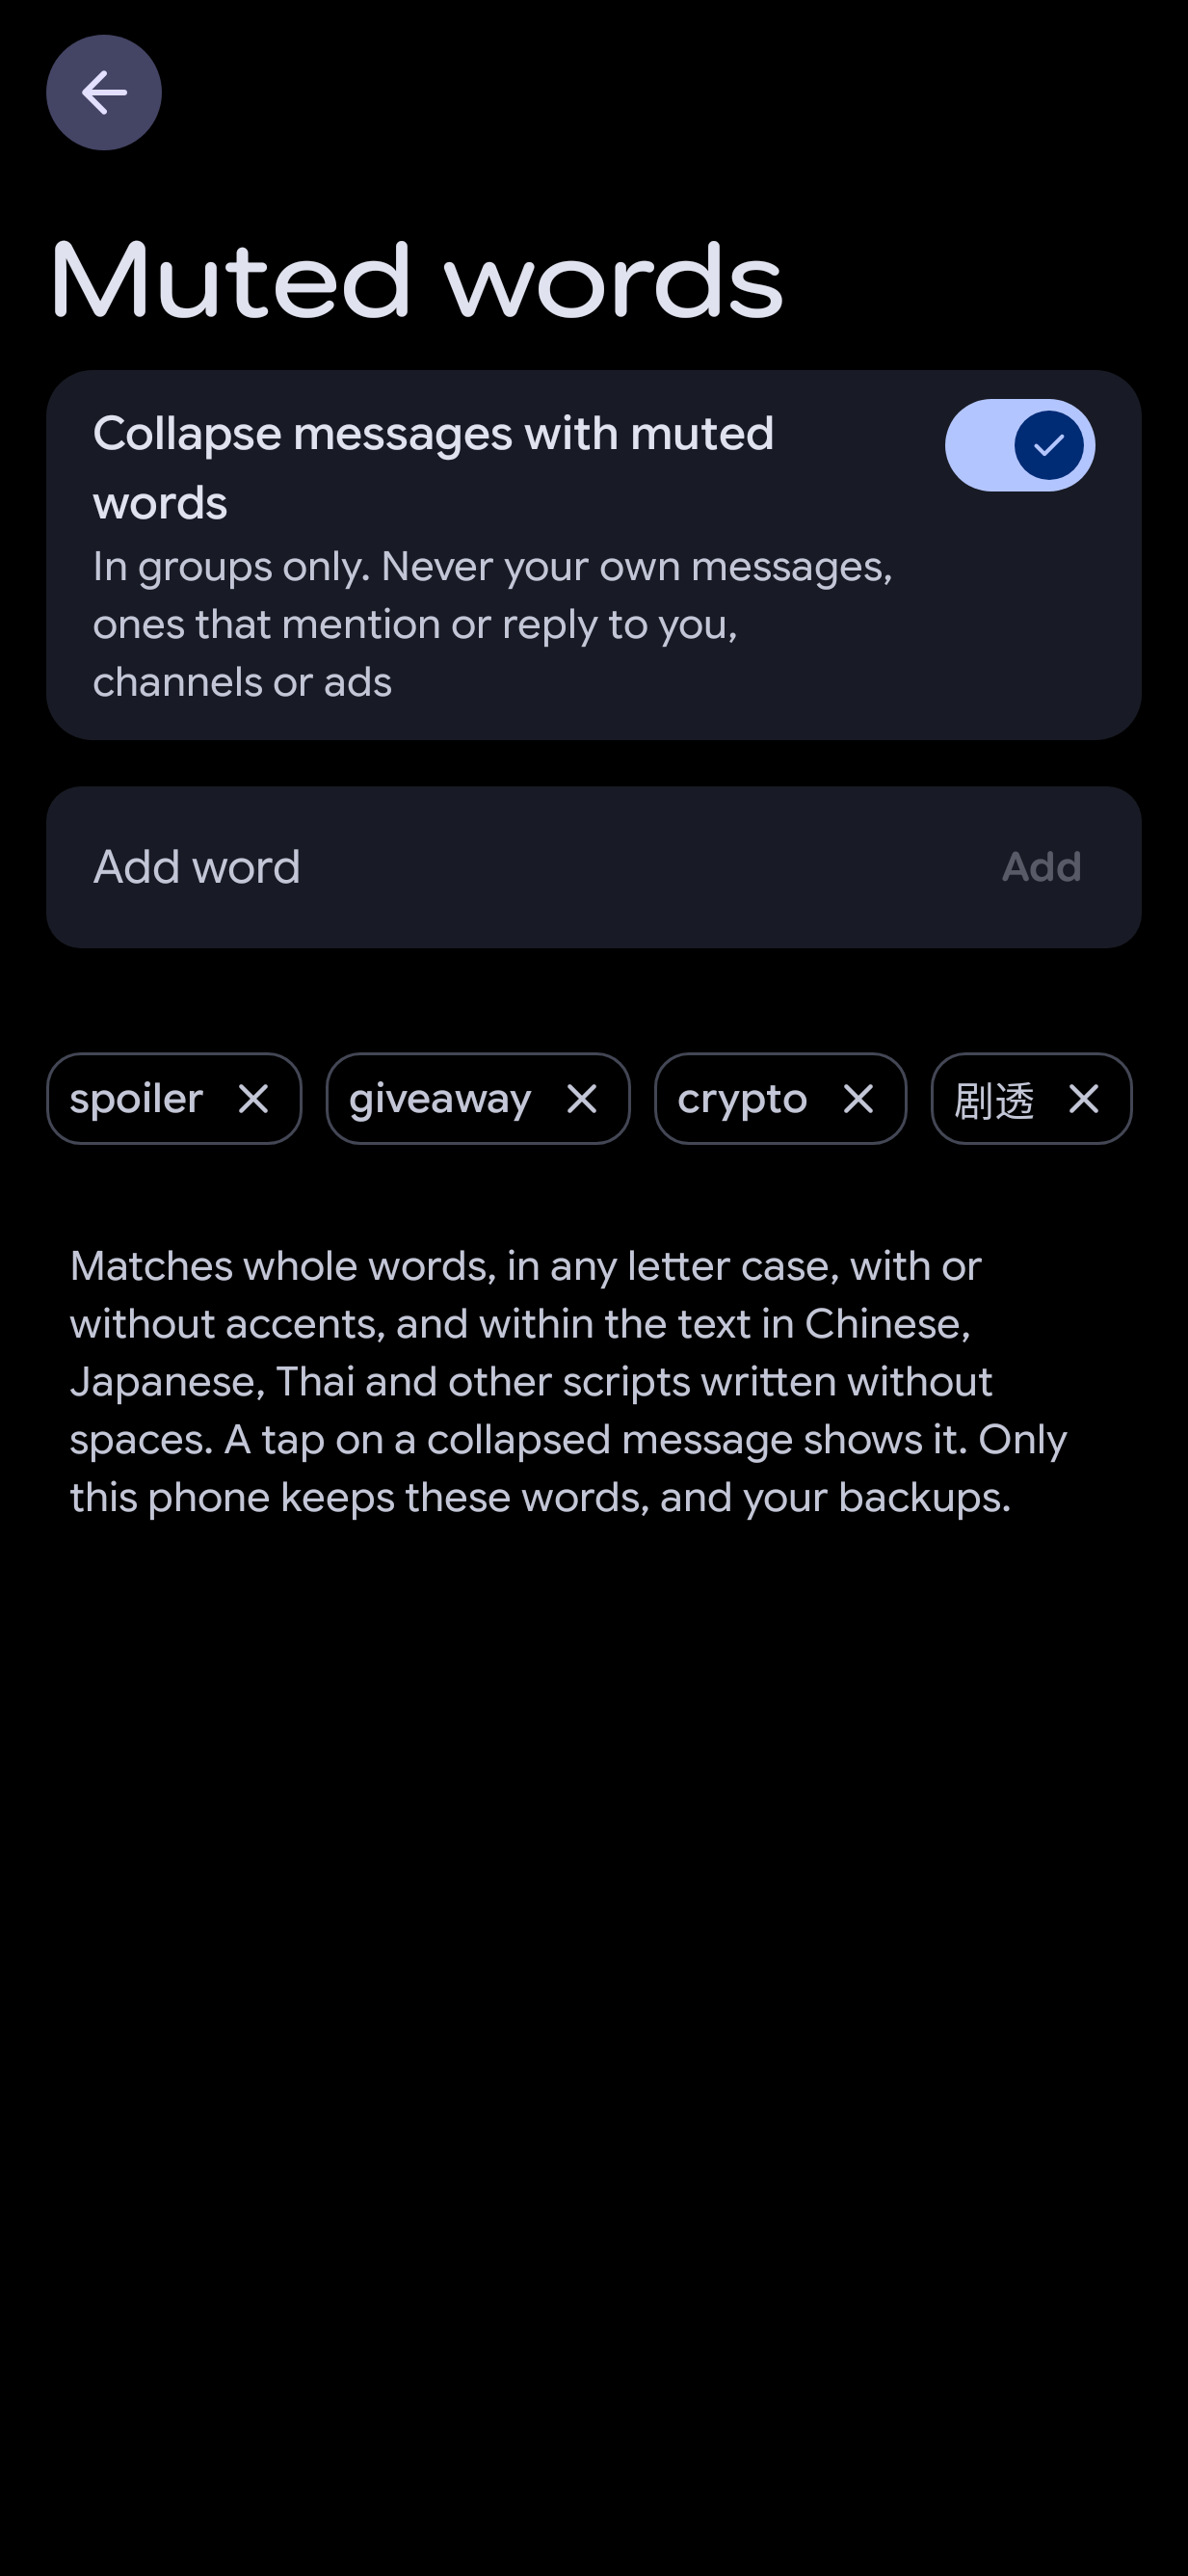 Muted words
Collapse messages with muted
words
In groups only. Never your own messages,
ones that mention or reply to you,
channels or ads
Add word
Add
spoiler
giveaway
crypto
剧透
Matches whole words, in any letter case, with or
without accents, and within the text in Chinese,
Japanese, Thai and other scripts written without
spaces. A tap on a collapsed message shows it. Only
this phone keeps these words, and your backups.